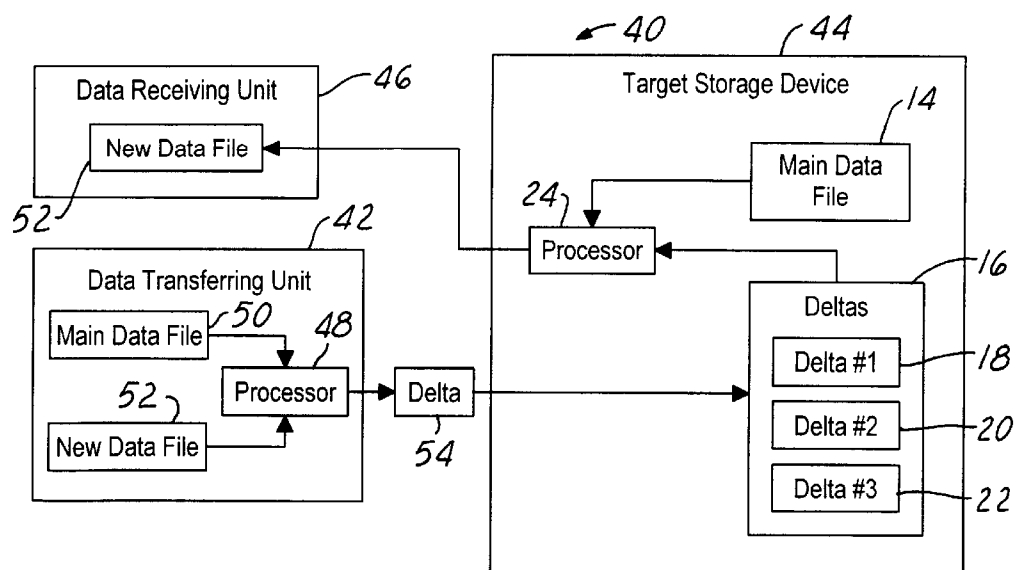 40
44
Data Receiving Unit
46
New Data File
52
Target Storage Device
14
Main Data
File
24
Processor
42
Data Transferring Unit
Main Data File
50
48
Processor
52
New Data File
Delta
54
16
Deltas
Delta #1
18
Delta #2
20
Delta #3
22